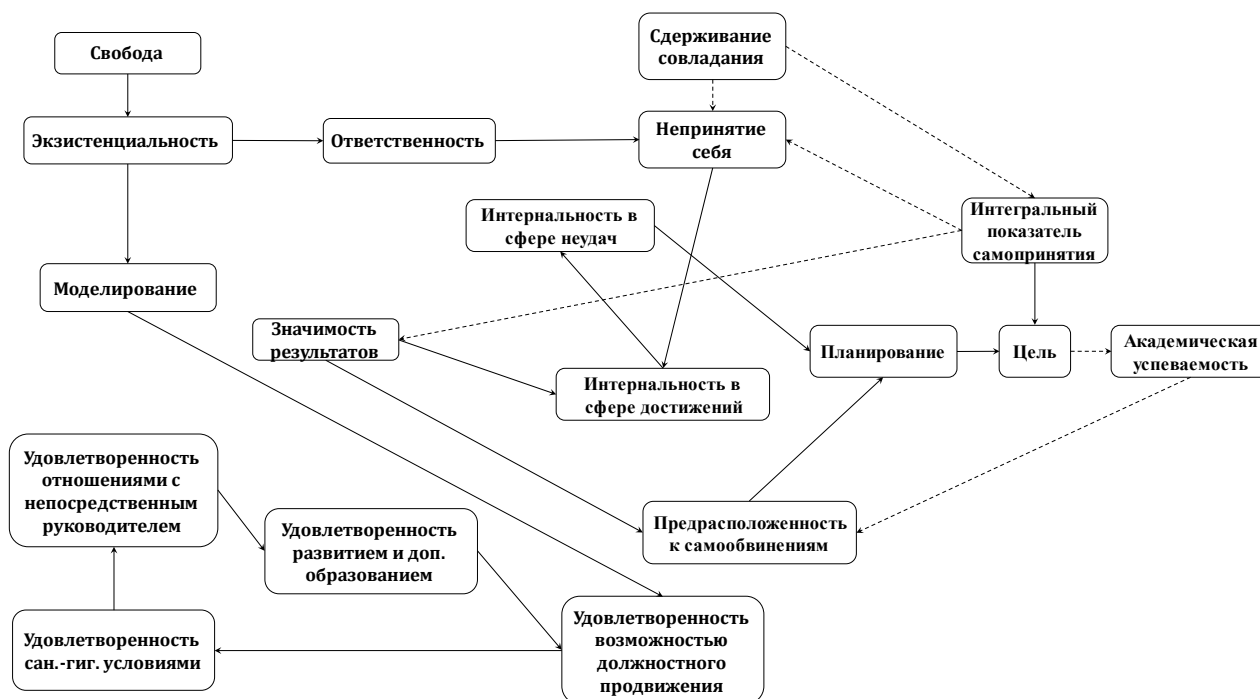 Свобода
Сдерживание
совладания
Экзистенциальность
Ответственность
Непринятие
себя
Интернальность в
сфере неудач
Интегральный
показатель
самопринятия
Моделирование
Значимость
результатов
Планирование
Цель
Академическая
успеваемость
Интернальность в
сфере достижений
Удовлетворенность
отношениями с
непосредственным
руководителем
Удовлетворенность
развитием и доп.
образованием
Предрасположенность
к самообвинениям
Удовлетворенность
сан.-гиг. условиями
Удовлетворенность
возможностью
должностного
продвижения